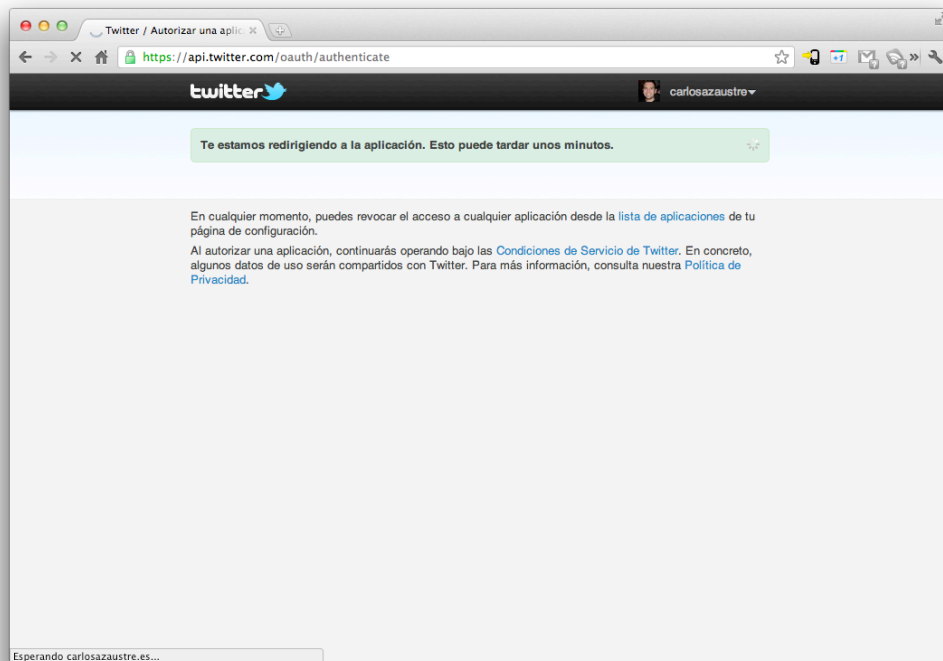 Twitter / Autorizar una aplic
https://api.twitter.com/oauth/authenticate
+1
twitter
carlosazaustre
Te estamos redirigiendo a la aplicación. Esto puede tardar unos minutos.
En cualquier momento, puedes revocar el acceso a cualquier aplicación desde la lista de aplicaciones de tu
página de configuración.
Al autorizar una aplicación, continuarás operando bajo las Condiciones de Servicio de Twitter. En concreto,
algunos datos de uso serán compartidos con Twitter. Para más información, consulta nuestra Política de
Privacidad.
Esperando carlosazaustre.es...